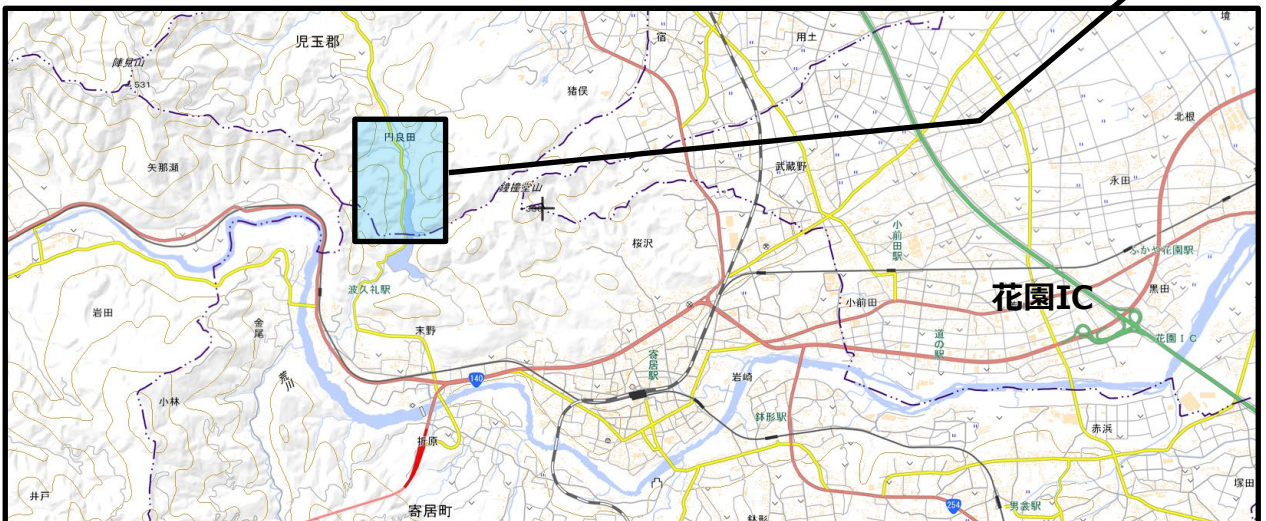 境
児玉郡
宿
用土
陣見山
531
猪俣
北根
円良田
矢那瀬
武蔵野
永田
鐘撞堂山
桜沢
小前田駅
ふかや花園駅
波久礼駅
花園IC
黒田
岩田
金尾
末野
小前田
道の駅
花園IC
荒川
寄居駅
140
岩崎
小林
鉢形駅
赤浜
折原
井戸
寄居町
254
男衾駅
塚田
鉢形